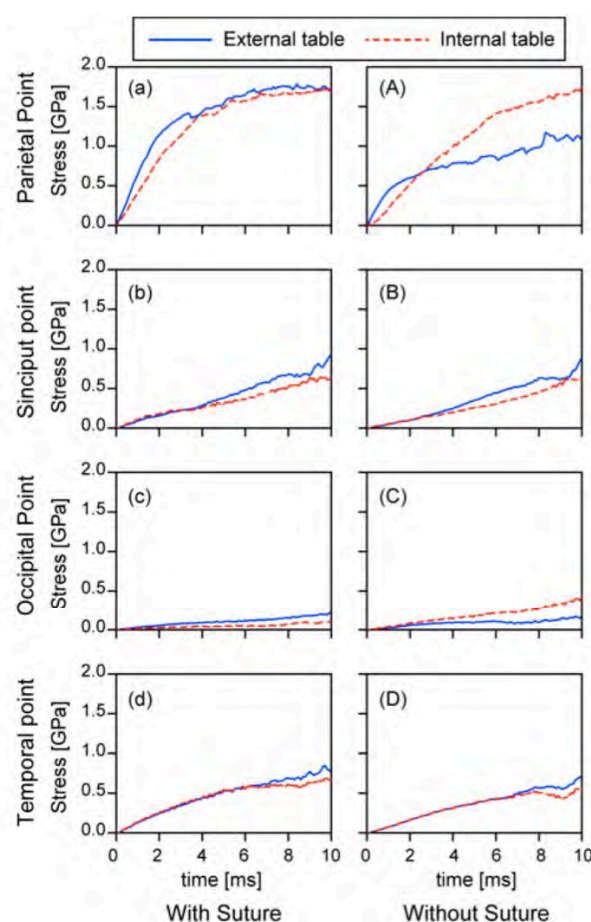 External table
Internal table
Parietal Point
Stress [GPa]
2.0
1.5
1.0
0.5
0.0
(a)
(A)
Sinciput point
Stress [GPa]
2.0
1.5
1.0
0.5
0.0
(b)
(B)
Occipital Point
Stress [GPa]
2.0
1.5
1.0
0.5
0.0
(c)
(C)
Temporal point
Stress [GPa]
2.0
1.5
1.0
0.5
0.0
(d)
(D)
0 2 4 6 8 10
0 2 4 6 8 10
time [ms]
time [ms]
With Suture
Without Suture